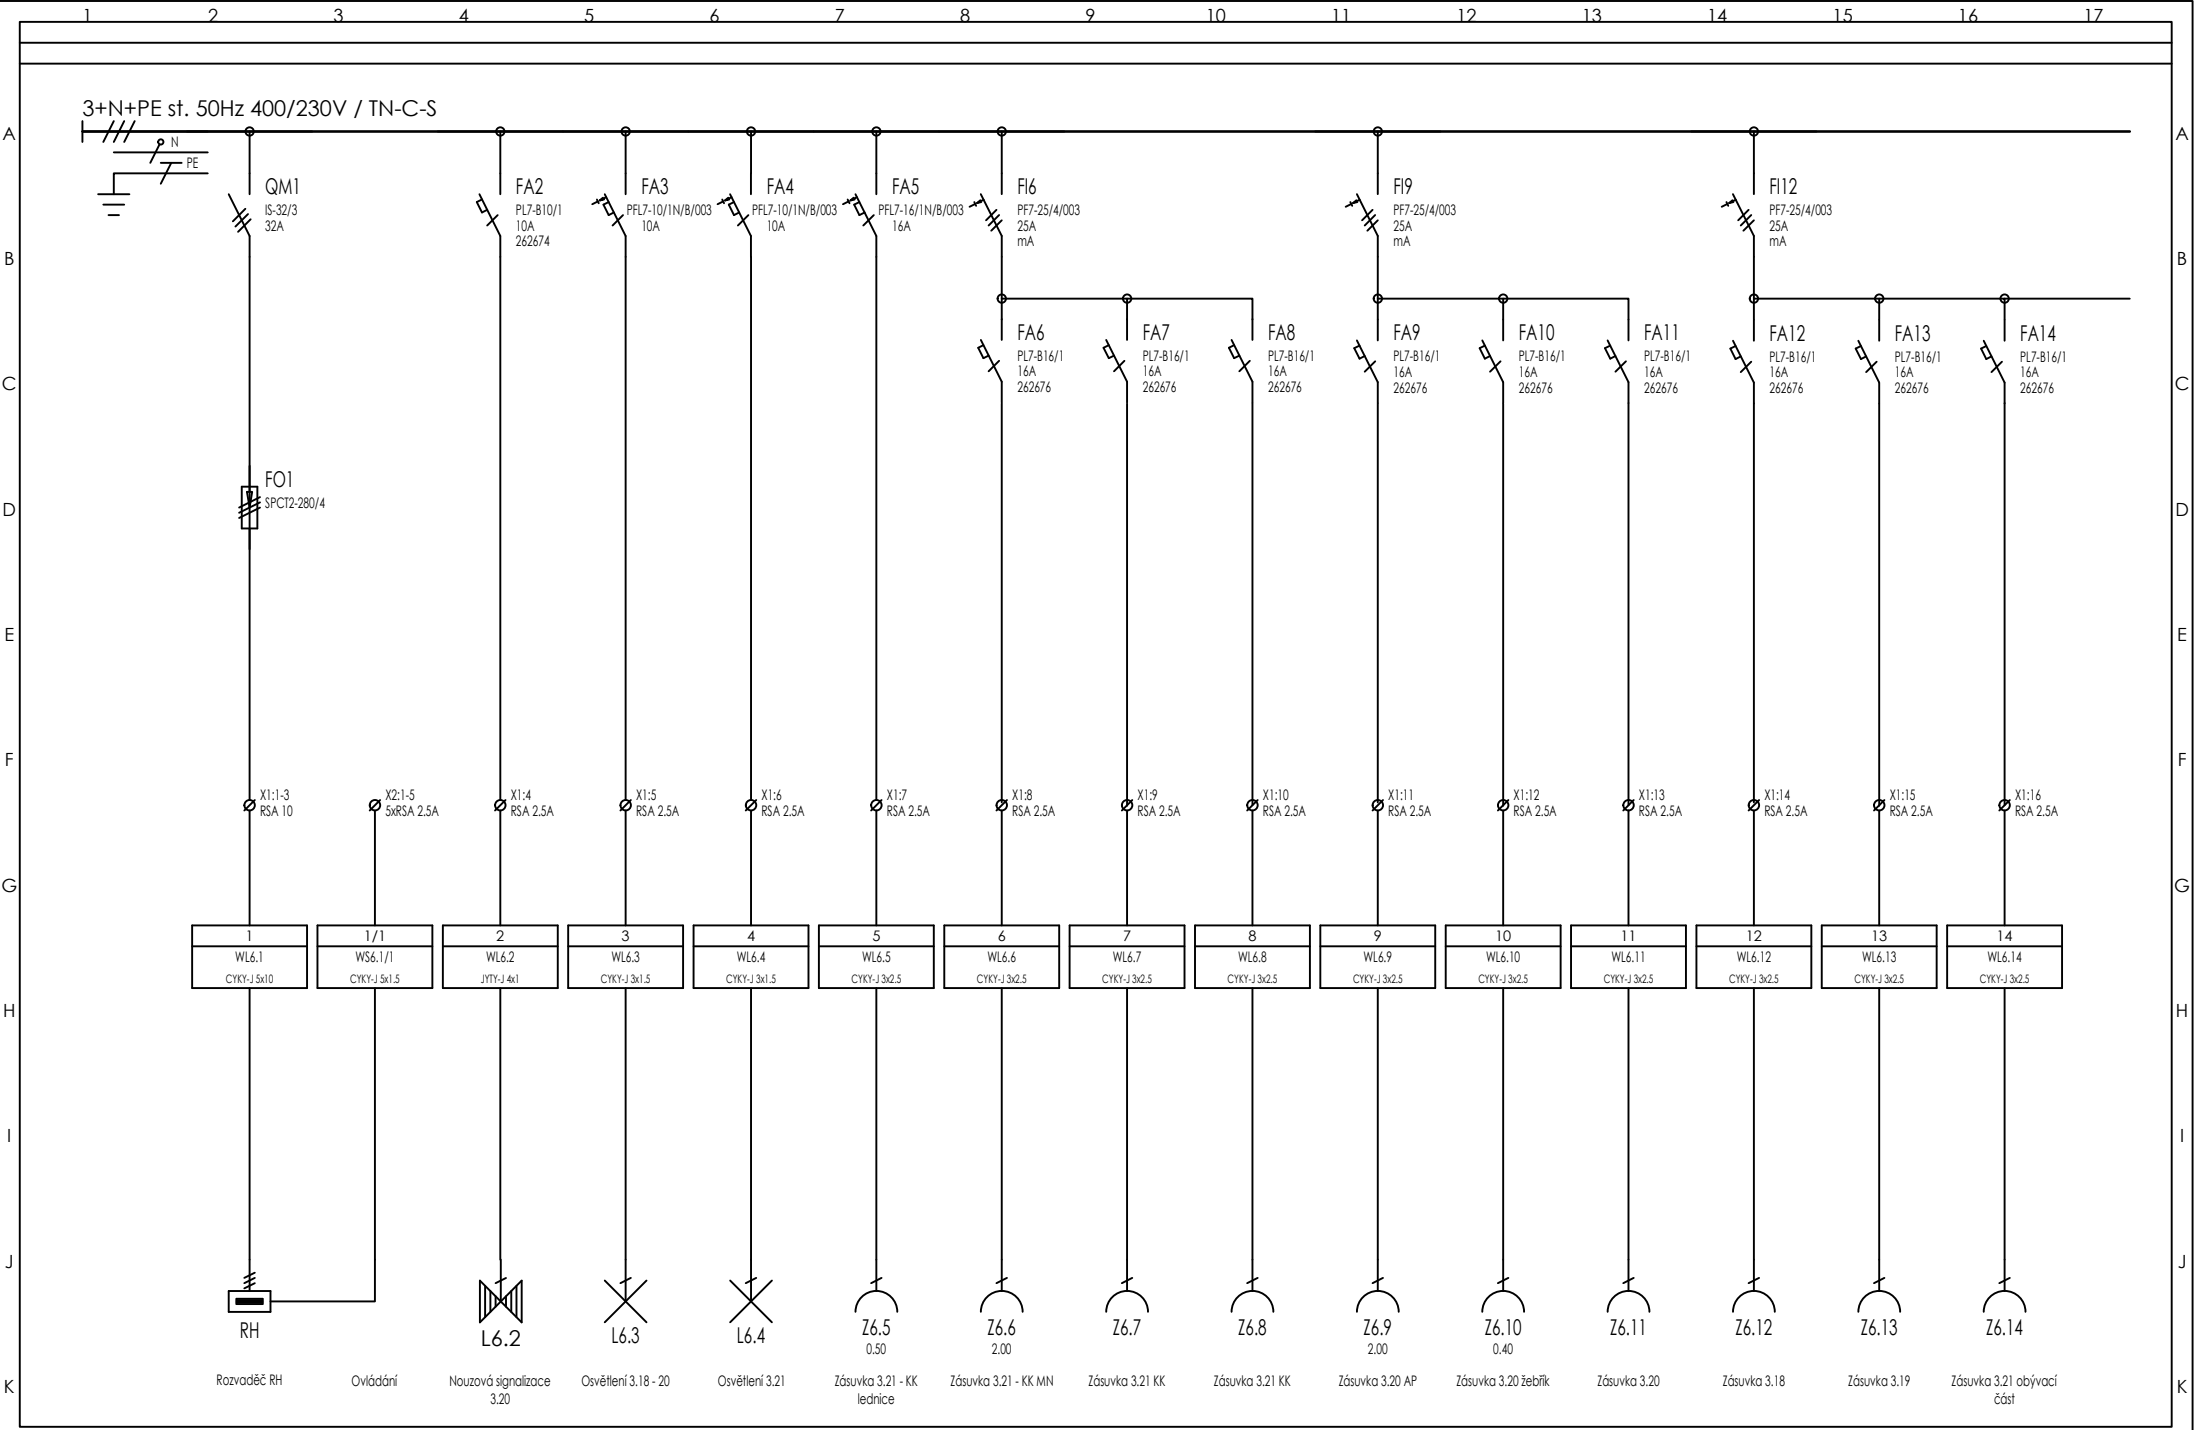 1 2 3 4 5 6 7 8 9 10 11 12 13 14 15 16 17
3+N+PE st. 50Hz 400/230V / TN-C-S
A A
N
PE
QM1 FA2 FA3 FA4 FA5 FI6 FI9 FI12
IS-32/3 PL7-B10/1 PFL7-10/1N/B/003 PFL7-10/1N/B/003 PFL7-16/1N/B/003 PF7-25/4/003 PF7-25/4/003 PF7-25/4/003
32A 10A 10A 10A 16A 25A 25A 25A
262674 mA mA mA
B B
FA6 FA7 FA8 FA9 FA10 FA11 FA12 FA13 FA14
PL7-B16/1 PL7-B16/1 PL7-B16/1 PL7-B16/1 PL7-B16/1 PL7-B16/1 PL7-B16/1 PL7-B16/1 PL7-B16/1
16A 16A 16A 16A 16A 16A 16A 16A 16A
262676 262676 262676 262676 262676 262676 262676 262676 262676
C C
FO1
SPCT2-280/4
D D
E E
F F
X1:1-3 X2:1-5 X1:4 X1:5 X1:6 X1:7 X1:8 X1:9 X1:10 X1:11 X1:12 X1:13 X1:14 X1:15 X1:16
RSA 10 5xRSA 2.5A RSA 2.5A RSA 2.5A RSA 2.5A RSA 2.5A RSA 2.5A RSA 2.5A RSA 2.5A RSA 2.5A RSA 2.5A RSA 2.5A RSA 2.5A RSA 2.5A RSA 2.5A
G G
1 1/1 2 3 4 5 6 7 8 9 10 11 12 13 14
WL6.1 WS6.1/1 WL6.2 WL6.3 WL6.4 WL6.5 WL6.6 WL6.7 WL6.8 WL6.9 WL6.10 WL6.11 WL6.12 WL6.13 WL6.14
CYKY-J 5x10 CYKY-J 5x1.5 JYTY-J 4x1 CYKY-J 3x1.5 CYKY-J 3x1.5 CYKY-J 3x2.5 CYKY-J 3x2.5 CYKY-J 3x2.5 CYKY-J 3x2.5 CYKY-J 3x2.5 CYKY-J 3x2.5 CYKY-J 3x2.5 CYKY-J 3x2.5 CYKY-J 3x2.5 CYKY-J 3x2.5
H H
I I
J J
RH L6.2 L6.3 L6.4 Z6.5 Z6.6 Z6.7 Z6.8 Z6.9 Z6.10 Z6.11 Z6.12 Z6.13 Z6.14
0.50 2.00 2.00 0.40
K K
Rozvaděč RH Ovládání Nouzová signalizace Osvětlení 3.18 - 20 Osvětlení 3.21 Zásuvka 3.21 - KK Zásuvka 3.21 - KK MN Zásuvka 3.21 KK Zásuvka 3.21 KK Zásuvka 3.20 AP Zásuvka 3.20 žebřík Zásuvka 3.20 Zásuvka 3.18 Zásuvka 3.19 Zásuvka 3.21 obývací
3.20 lednice část